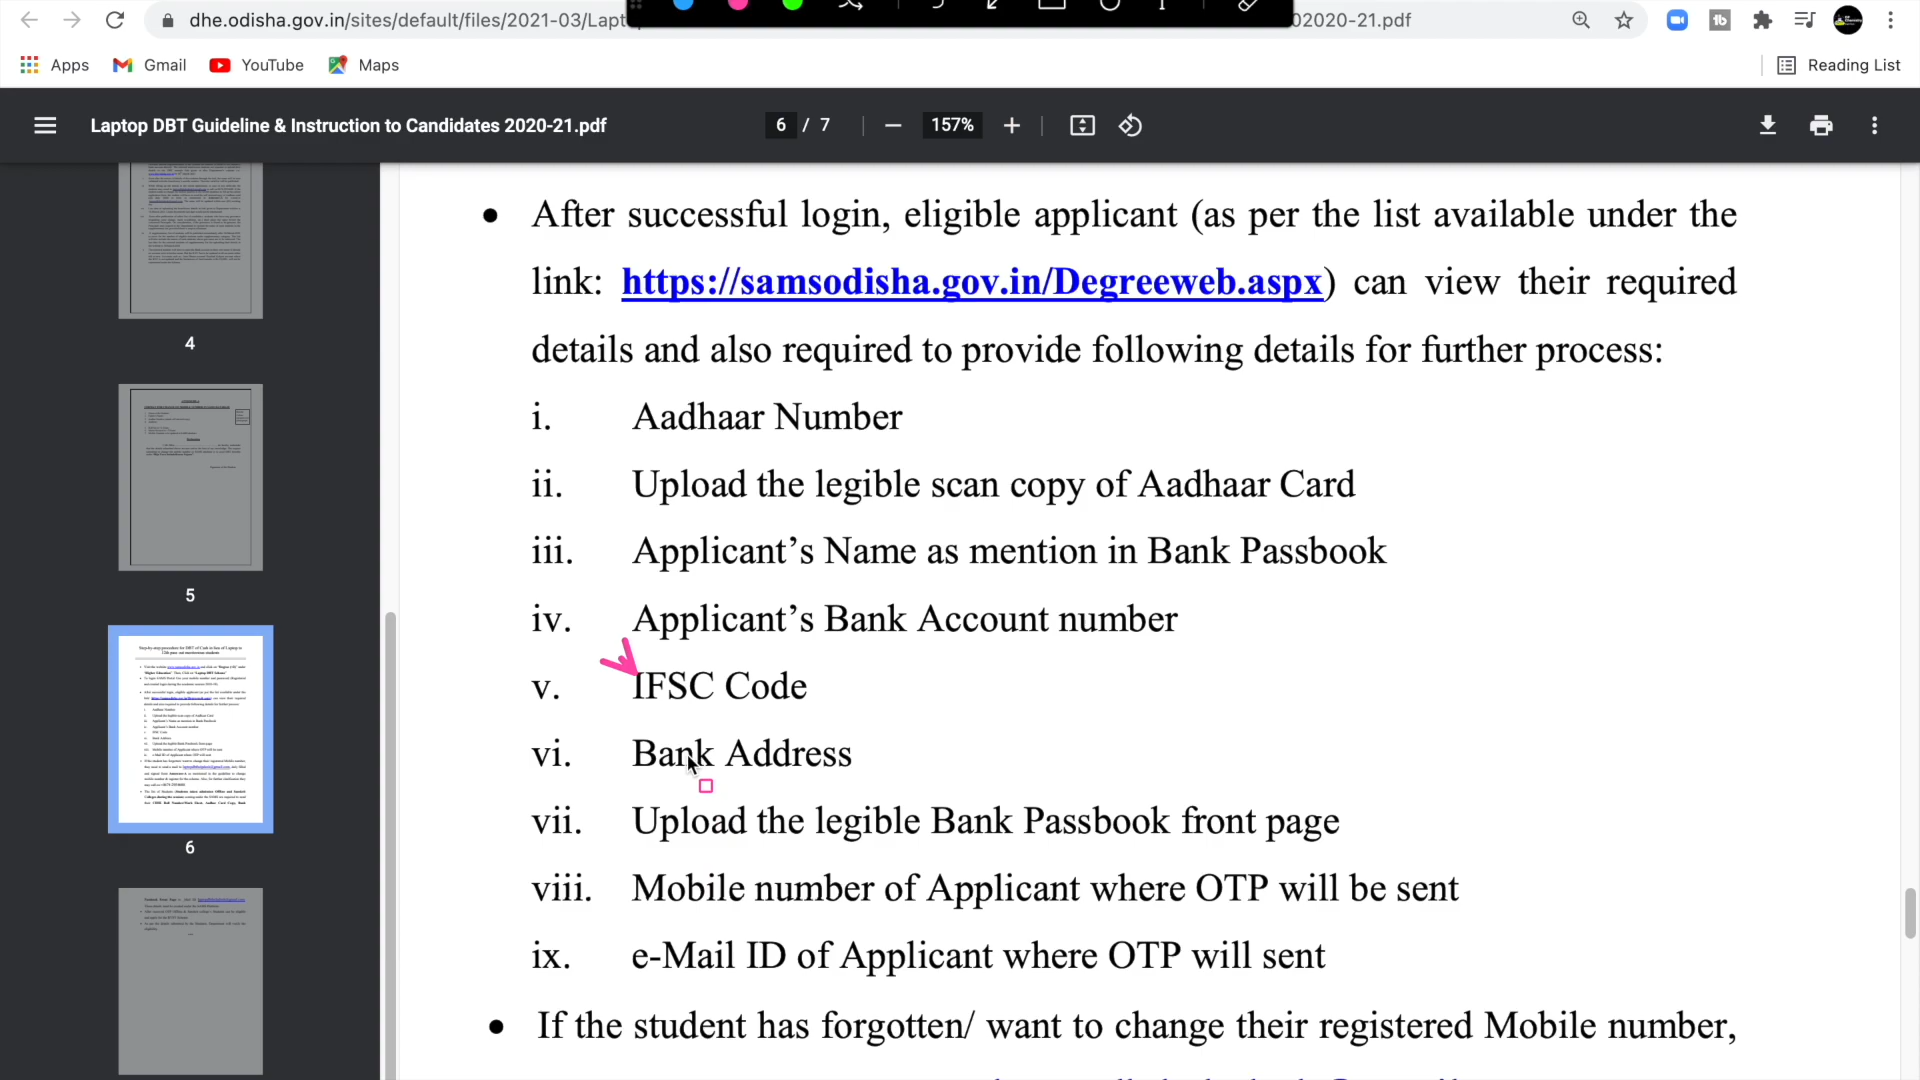 dhe.odisha.gov.in/sites/default/files/2021-03/Lapt
02020-21.pdf
Apps
Gmail
YouTube
Maps
Reading List
Laptop DBT Guideline & Instruction to Candidates 2020-21.pdf
6 / 7
157%
4
5
6
• After successful login, eligible applicant (as per the list available under the
link: https://samsodisha.gov.in/Degreeweb.aspx) can view their required
details and also required to provide following details for further process:
i. Aadhaar Number
ii. Upload the legible scan copy of Aadhaar Card
iii. Applicant’s Name as mention in Bank Passbook
iv. Applicant’s Bank Account number
v. IFSC Code
vi. Bank Address
vii. Upload the legible Bank Passbook front page
viii. Mobile number of Applicant where OTP will be sent
ix. e-Mail ID of Applicant where OTP will sent
• If the student has forgotten/ want to change their registered Mobile number,